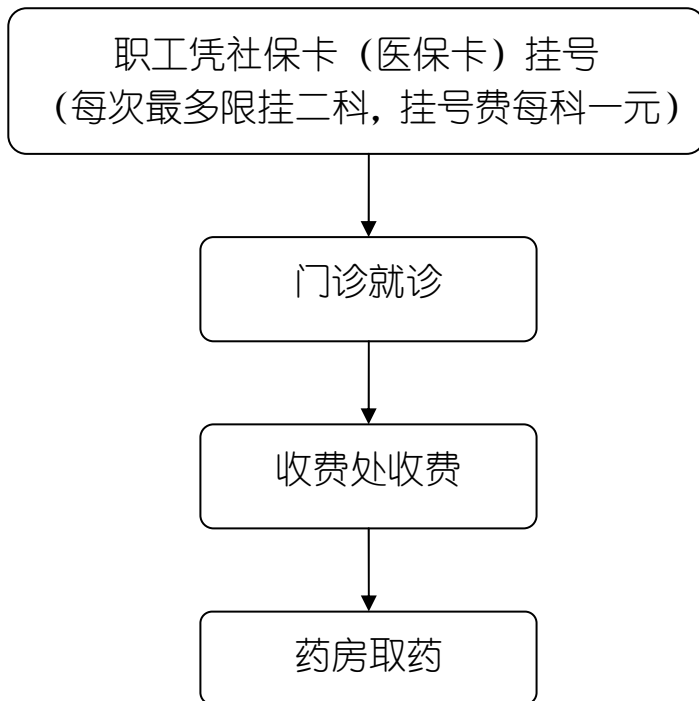 职工凭社保卡（医保卡）挂号
（每次最多限挂二科，挂号费每科一元）
门诊就诊
收费处收费
药房取药